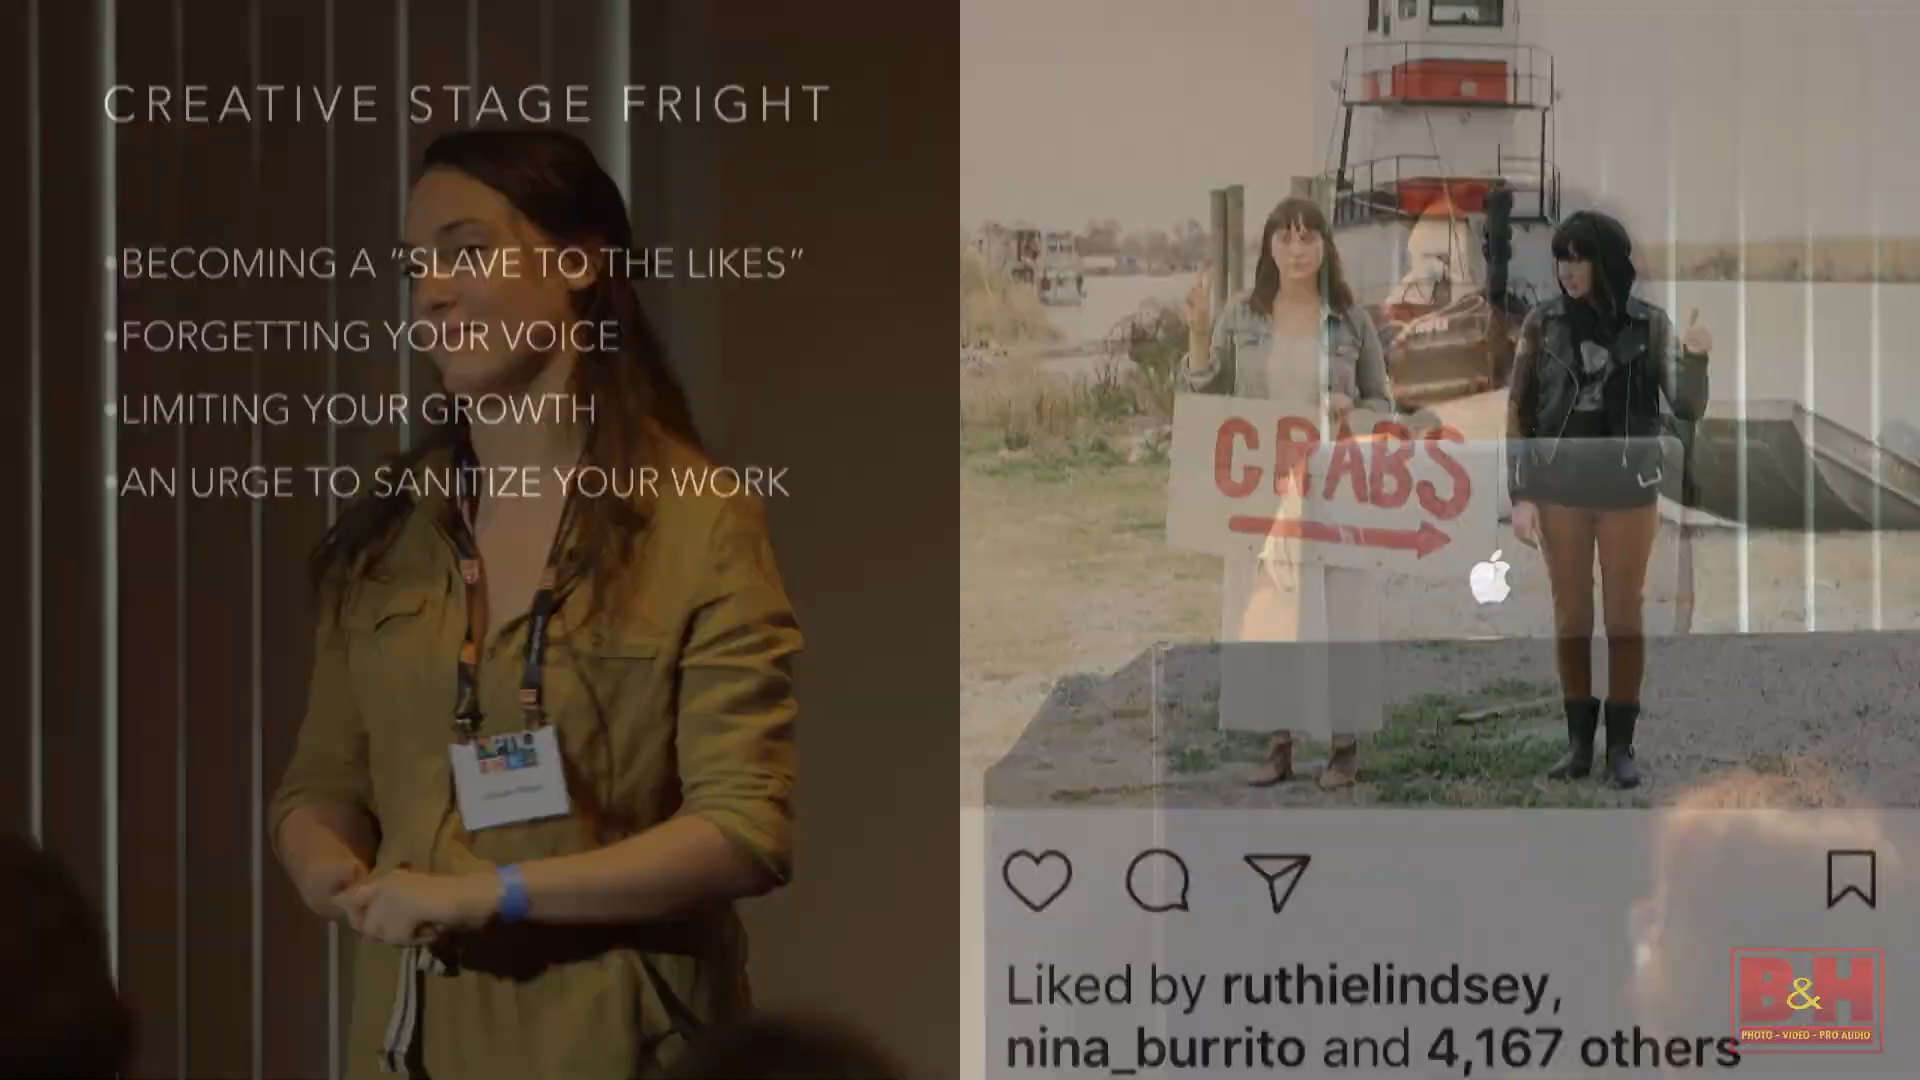 CREATIVE STAGE FRIGHT
•BECOMING A “SLAVE TO THE LIKES”
•FORGETTING YOUR VOICE
•LIMITING YOUR GROWTH
•AN URGE TO SANITIZE YOUR WORK
CRABS
Liked by ruthielindsey,
nina_burrito and 4,167 others
B&H
PHOTO - VIDEO - PRO AUDIO